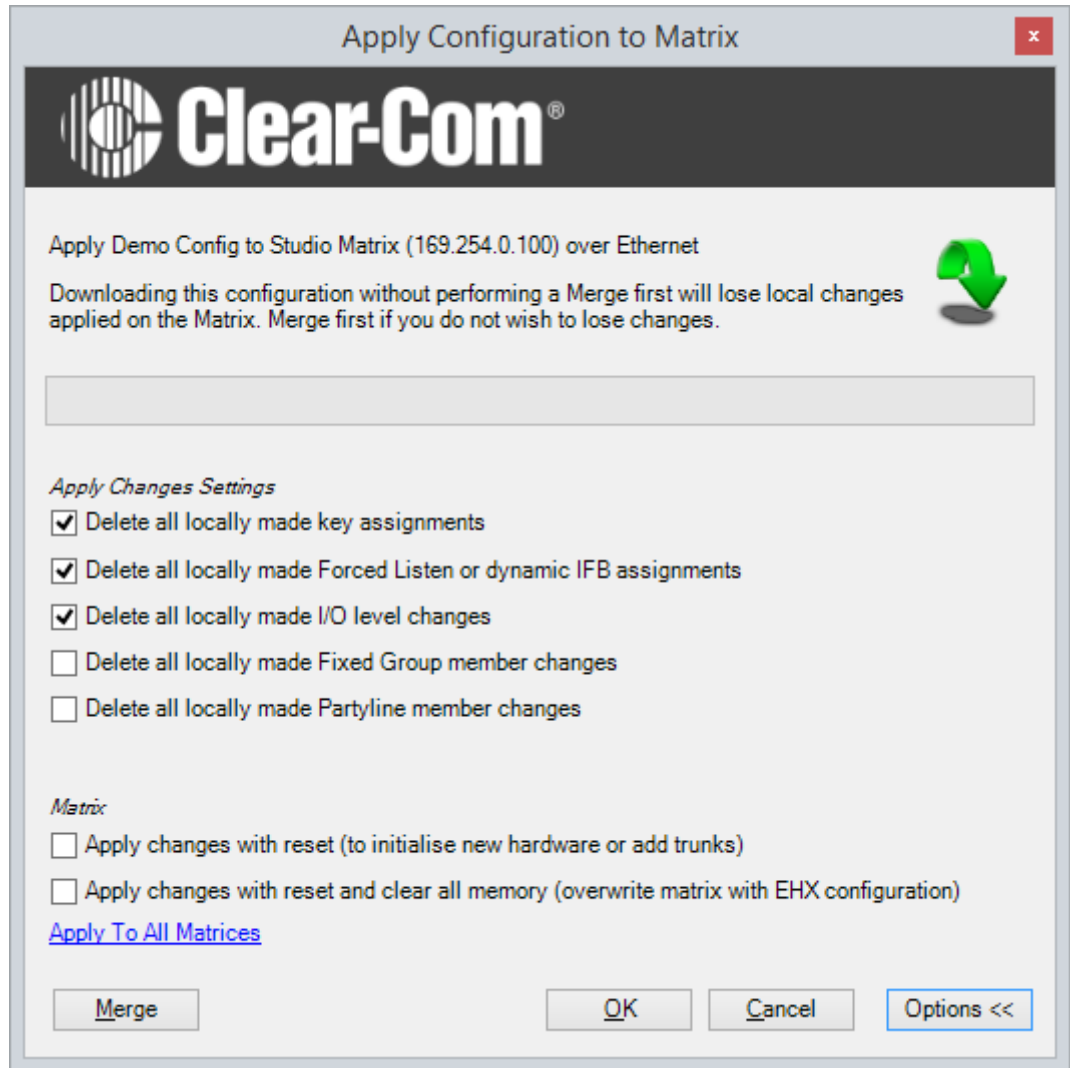 Apply Configuration to Matrix
x
Clear-Com®
Apply Demo Config to Studio Matrix (169.254.0.100) over Ethernet
Downloading this configuration without performing a Merge first will lose local changes
applied on the Matrix. Merge first if you do not wish to lose changes.
Apply Changes Settings
Delete all locally made key assignments
Delete all locally made Forced Listen or dynamic IFB assignments
Delete all locally made I/O level changes
Delete all locally made Fixed Group member changes
Delete all locally made Partyline member changes
Matrix
Apply changes with reset (to initialise new hardware or add trunks)
Apply changes with reset and clear all memory (overwrite matrix with EHX configuration)
Apply To All Matrices
Merge OK Cancel Options <<